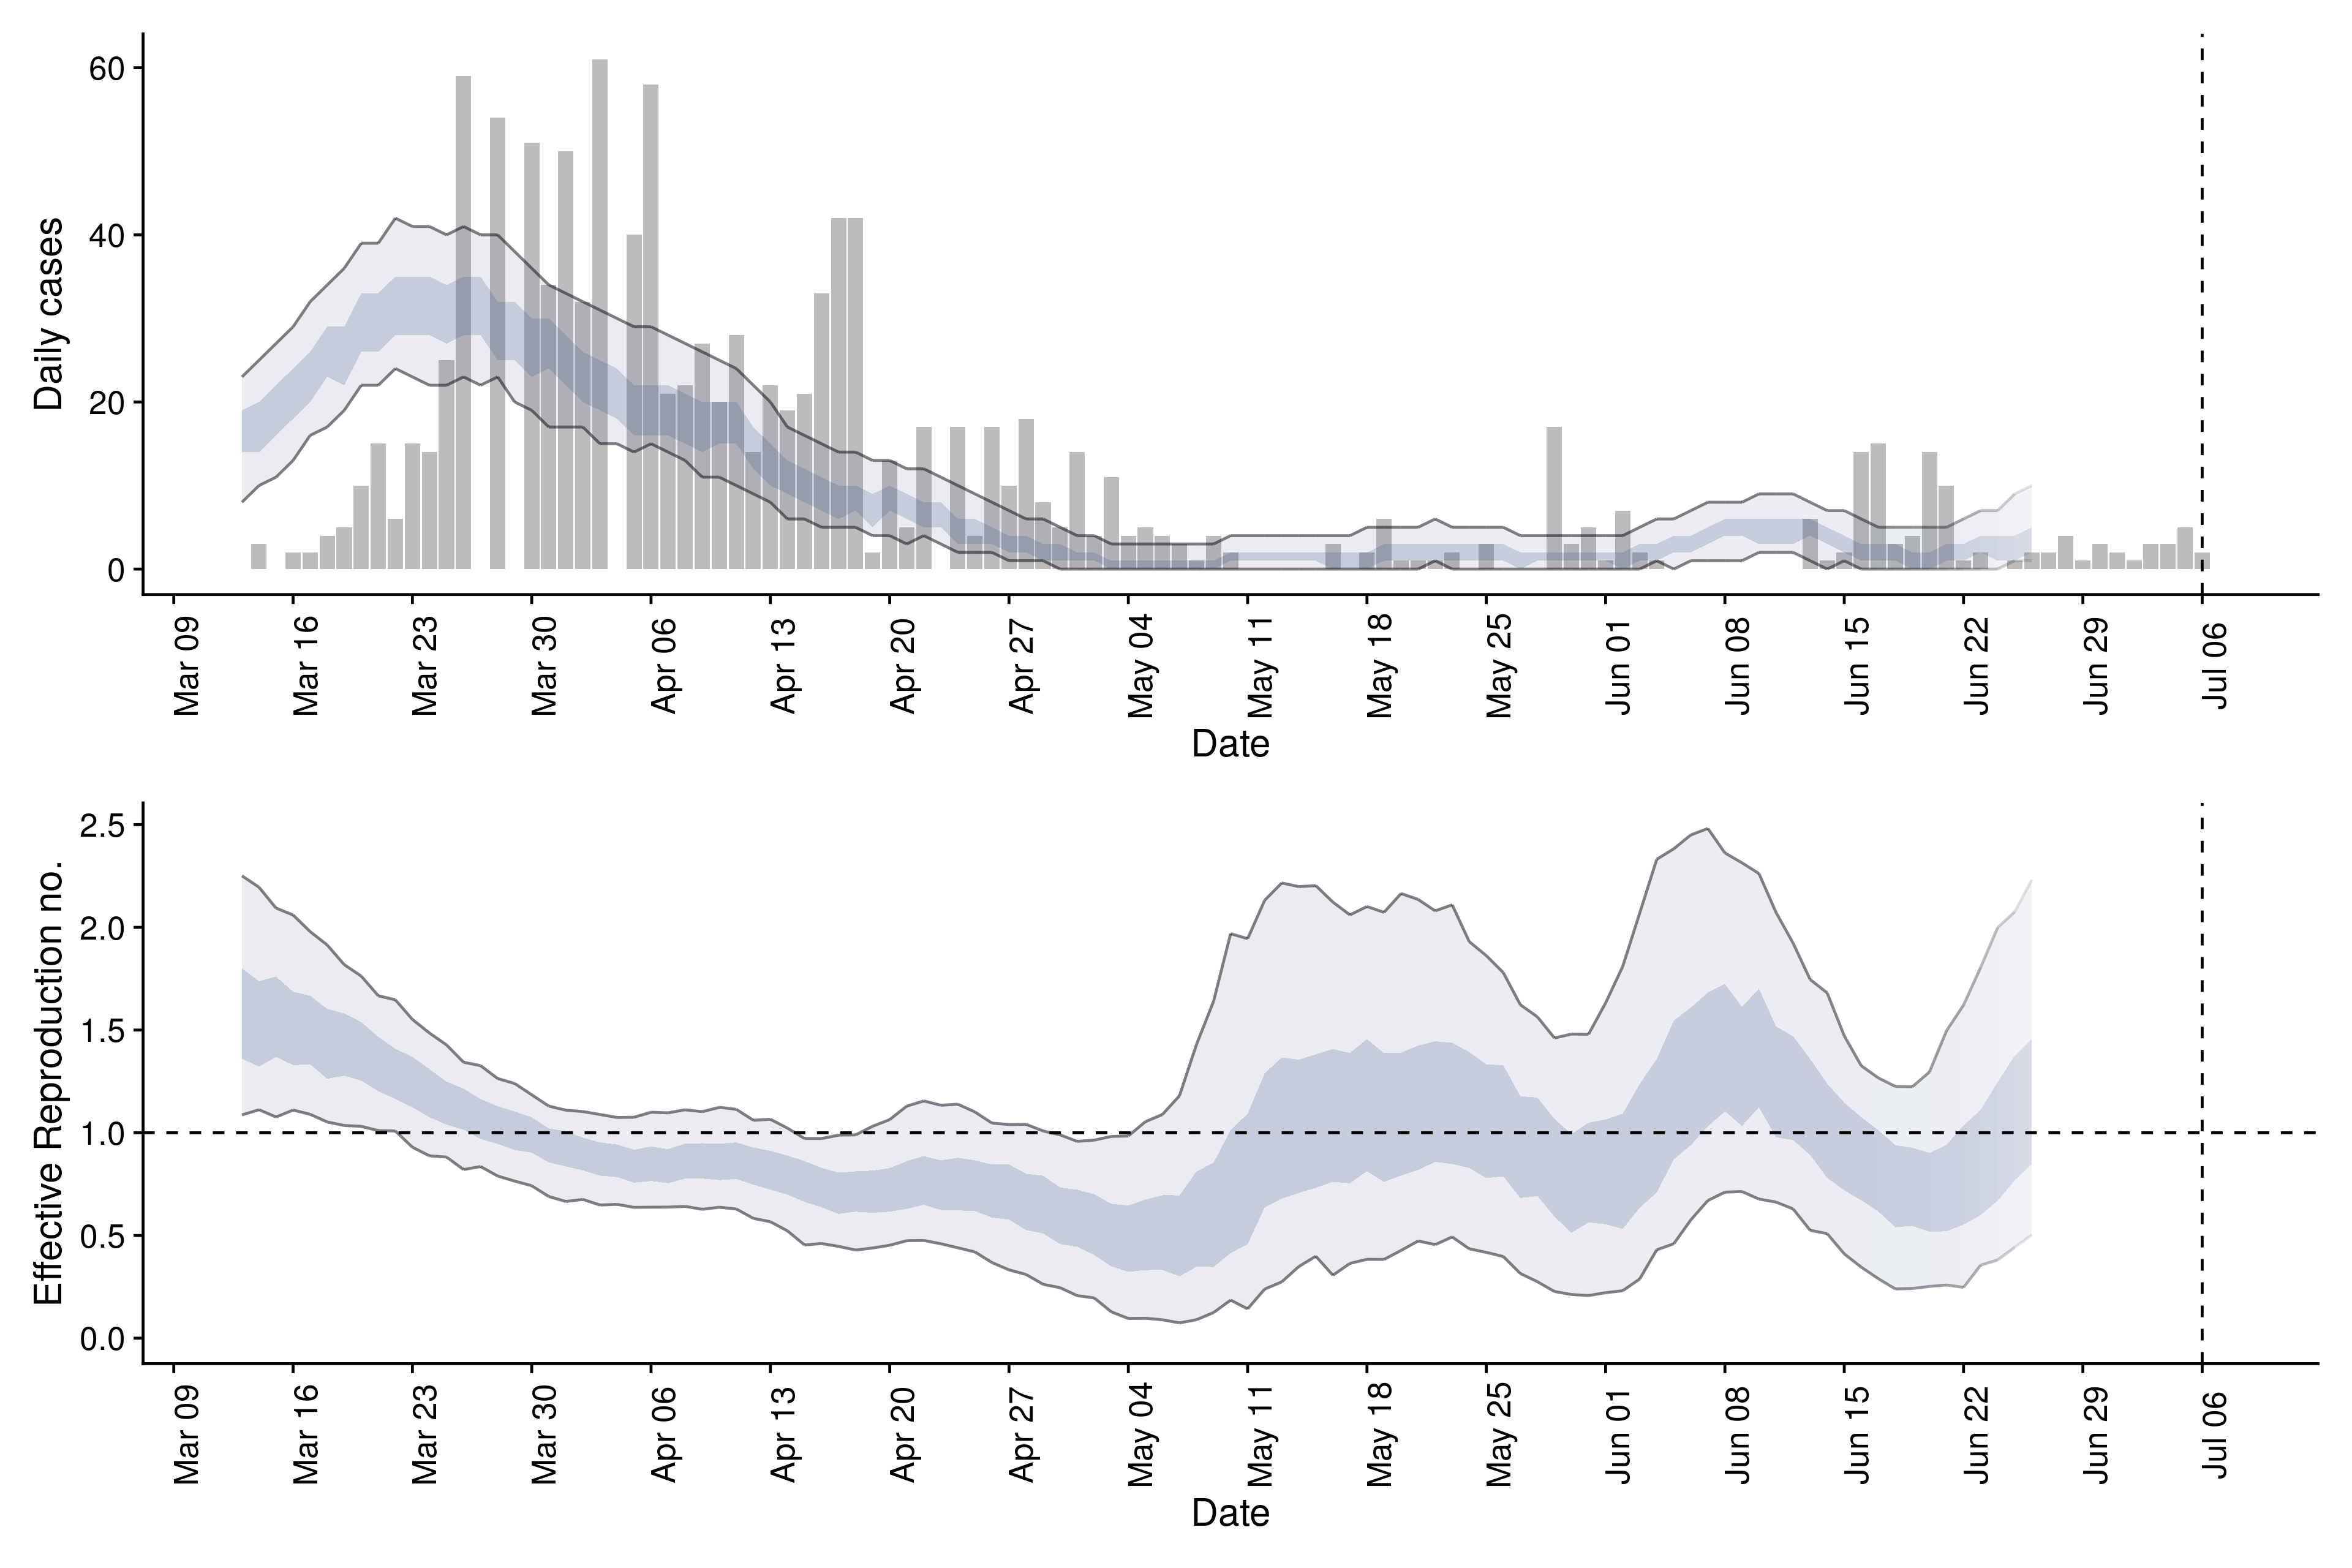 Daily cases
60
40
20
0
Mar 09
Mar 16
Mar 23
Mar 30
Apr 06
Apr 13
Apr 20
Apr 27
May 04
May 11
May 18
May 25
Jun 01
Jun 08
Jun 15
Jun 22
Jun 29
Jul 06
Date
Effective Reproduction no.
2.5
2.0
1.5
1.0
0.5
0.0
Mar 09
Mar 16
Mar 23
Mar 30
Apr 06
Apr 13
Apr 20
Apr 27
May 04
May 11
May 18
May 25
Jun 01
Jun 08
Jun 15
Jun 22
Jun 29
Jul 06
Date